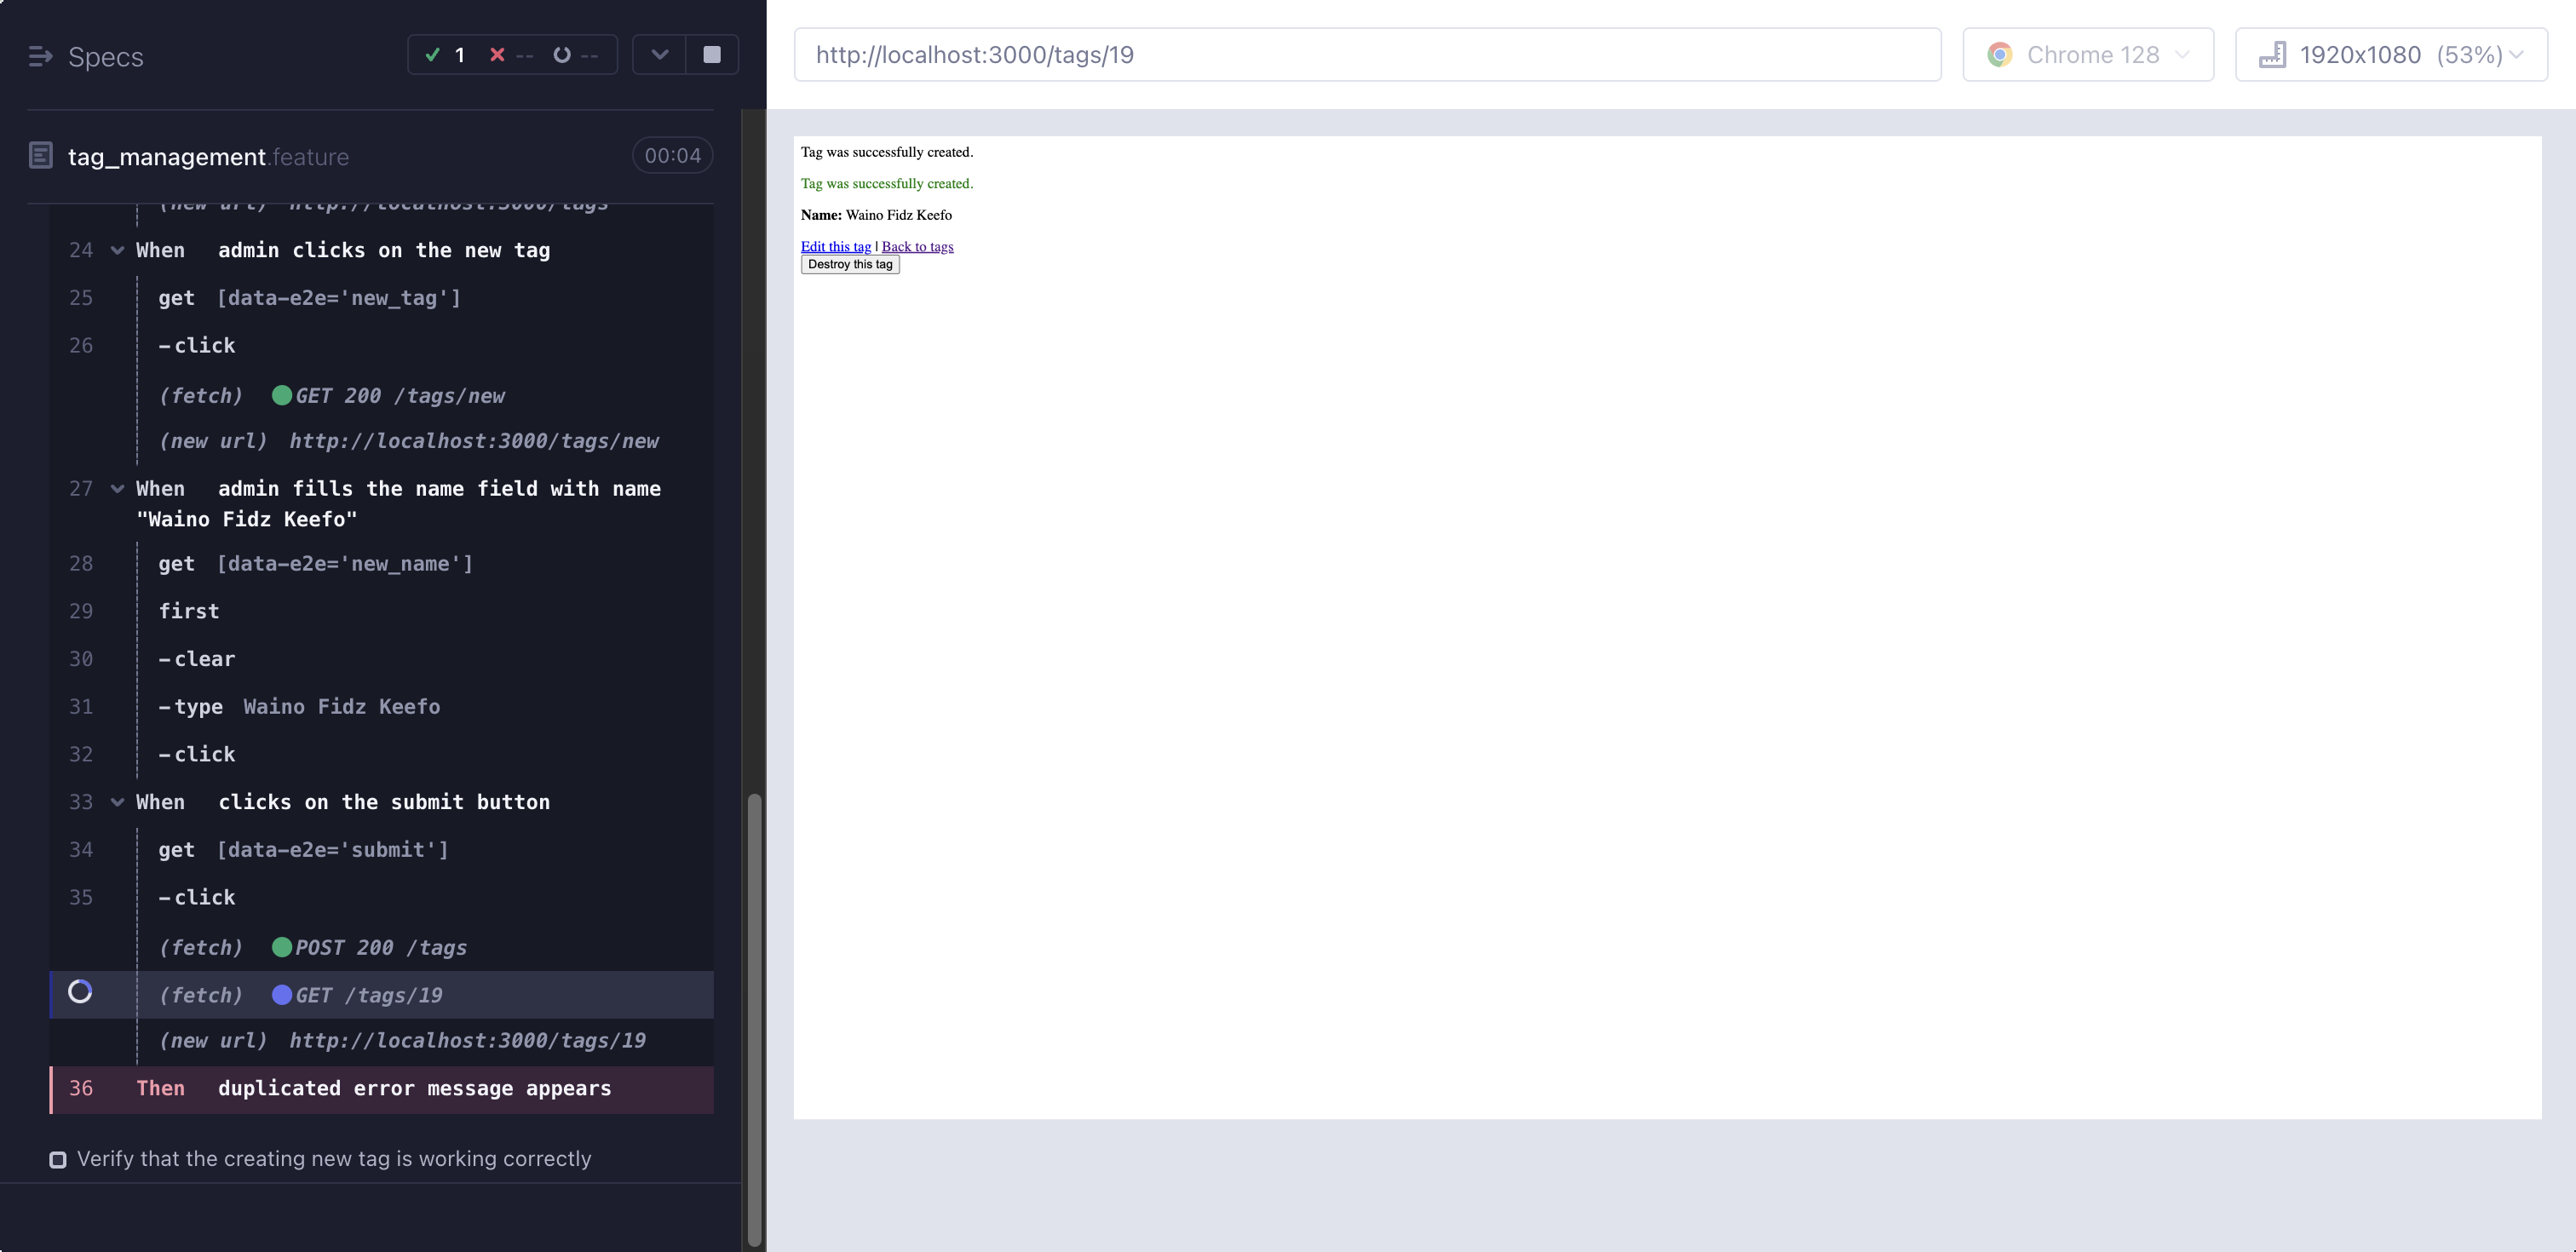 Specs
1 -- --
tag_management.feature 00:04
(new url) http://localhost:3000/tags
24 When admin clicks on the new tag
25 get [data-e2e='new_tag']
26 -click
(fetch) GET 200 /tags/new
(new url) http://localhost:3000/tags/new
27 When admin fills the name field with name
"Waino Fidz Keefo"
28 get [data-e2e='new_name']
29 first
30 -clear
31 -type Waino Fidz Keefo
32 -click
33 When clicks on the submit button
34 get [data-e2e='submit']
35 -click
(fetch) POST 200 /tags
(fetch) GET /tags/19
(new url) http://localhost:3000/tags/19
36 Then duplicated error message appears
Verify that the creating new tag is working correctly
http://localhost:3000/tags/19
Chrome 128
1920x1080 (53%)
Tag was successfully created.
Tag was successfully created.
Name: Waino Fidz Keefo
Edit this tag | Back to tags
Destroy this tag